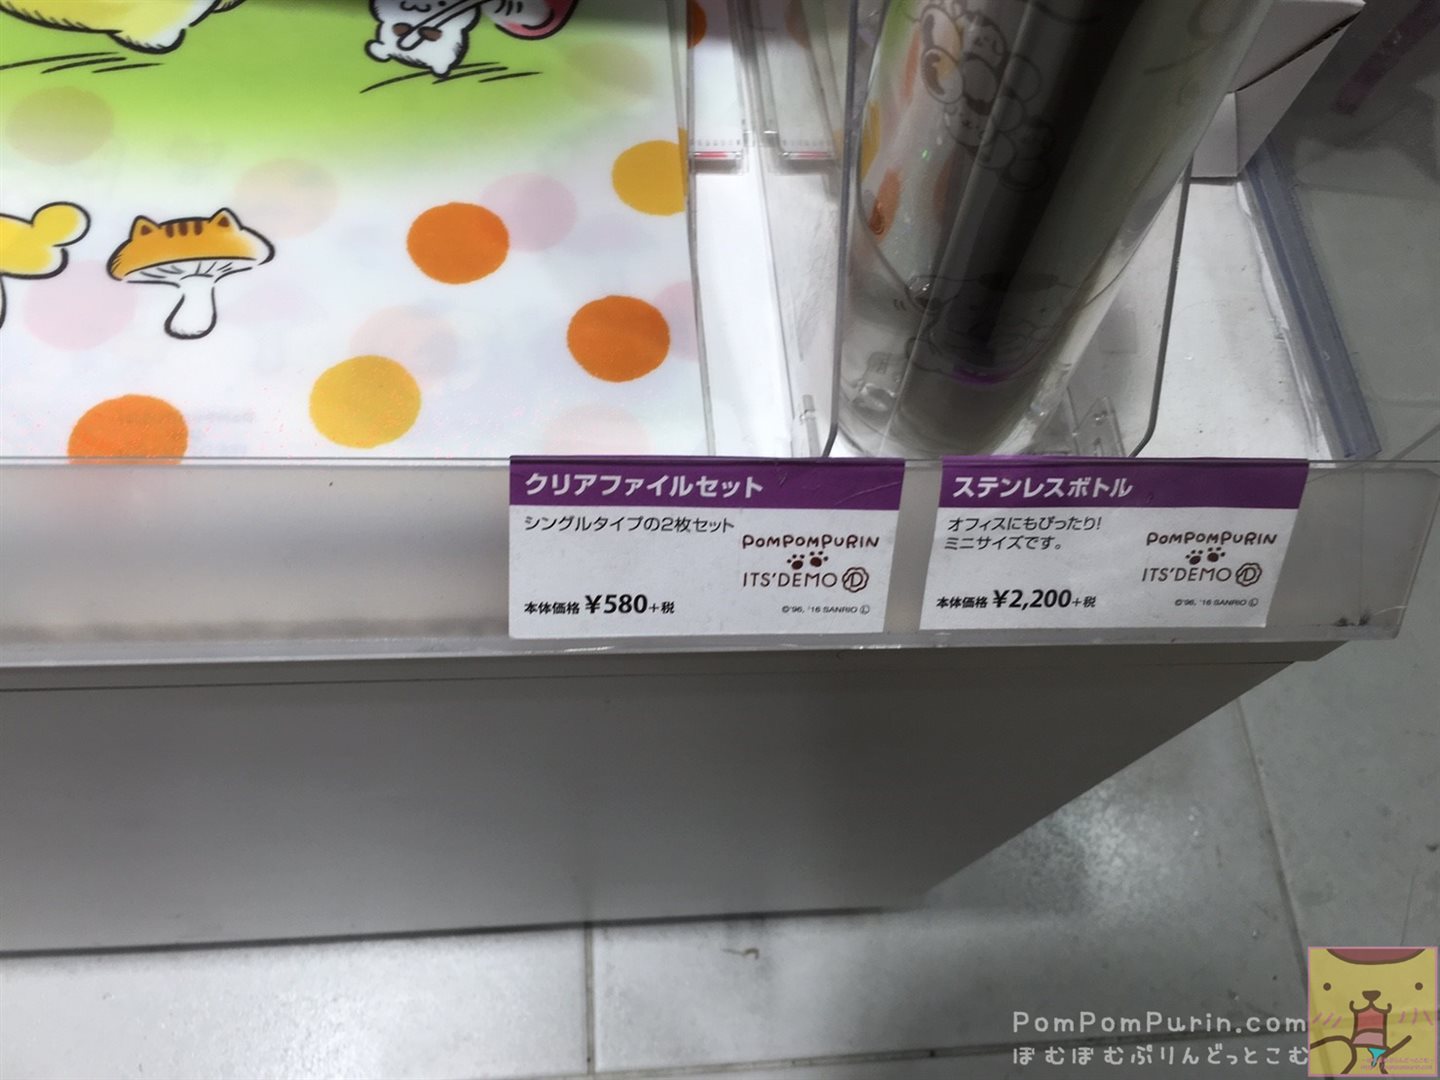 クリアファイルセット
シングルタイプの2枚セット
POMPOMPURIN
ITS'DEMO
本体価格 ¥580+税
©'96, '16 SANRIO Ⓛ
ステンレスボトル
オフィスにもぴったり!
ミニサイズです。
POMPOMPURIN
ITS'DEMO
本体価格 ¥2,200+税
©'96, '16 SANRIO Ⓛ
PomPomPurin.com
ぽむぽむぷりんどっとこむ